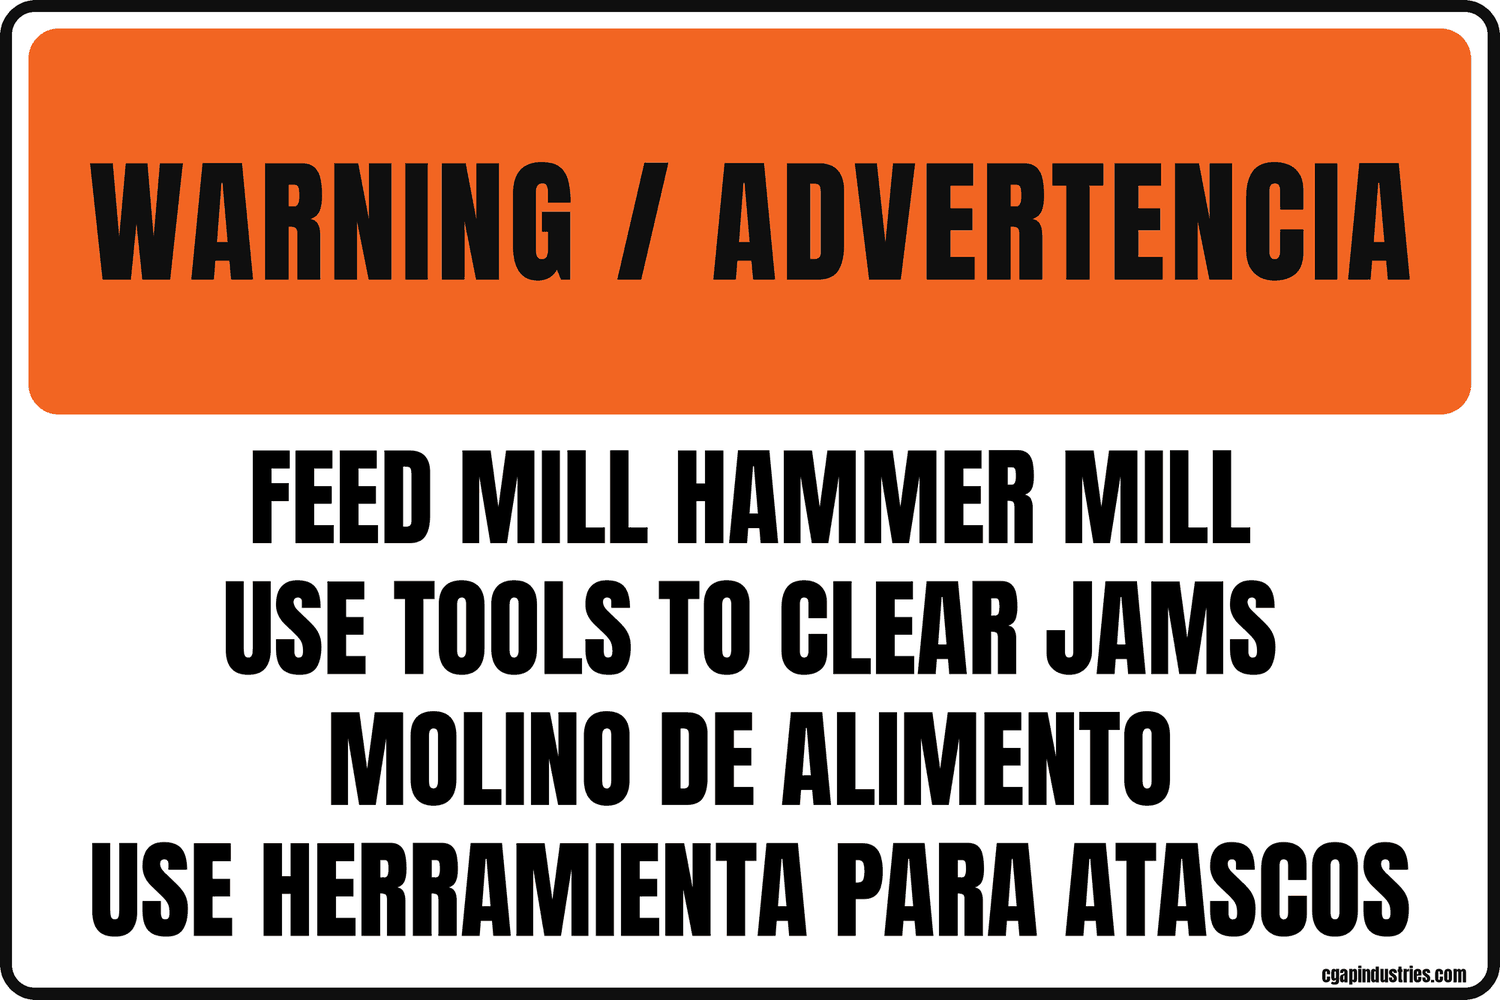 WARNING / ADVERTENCIA
FEED MILL HAMMER MILL
USE TOOLS TO CLEAR JAMS
MOLINO DE ALIMENTO
USE HERRAMIENTA PARA ATASCOS
cgapindustries.com